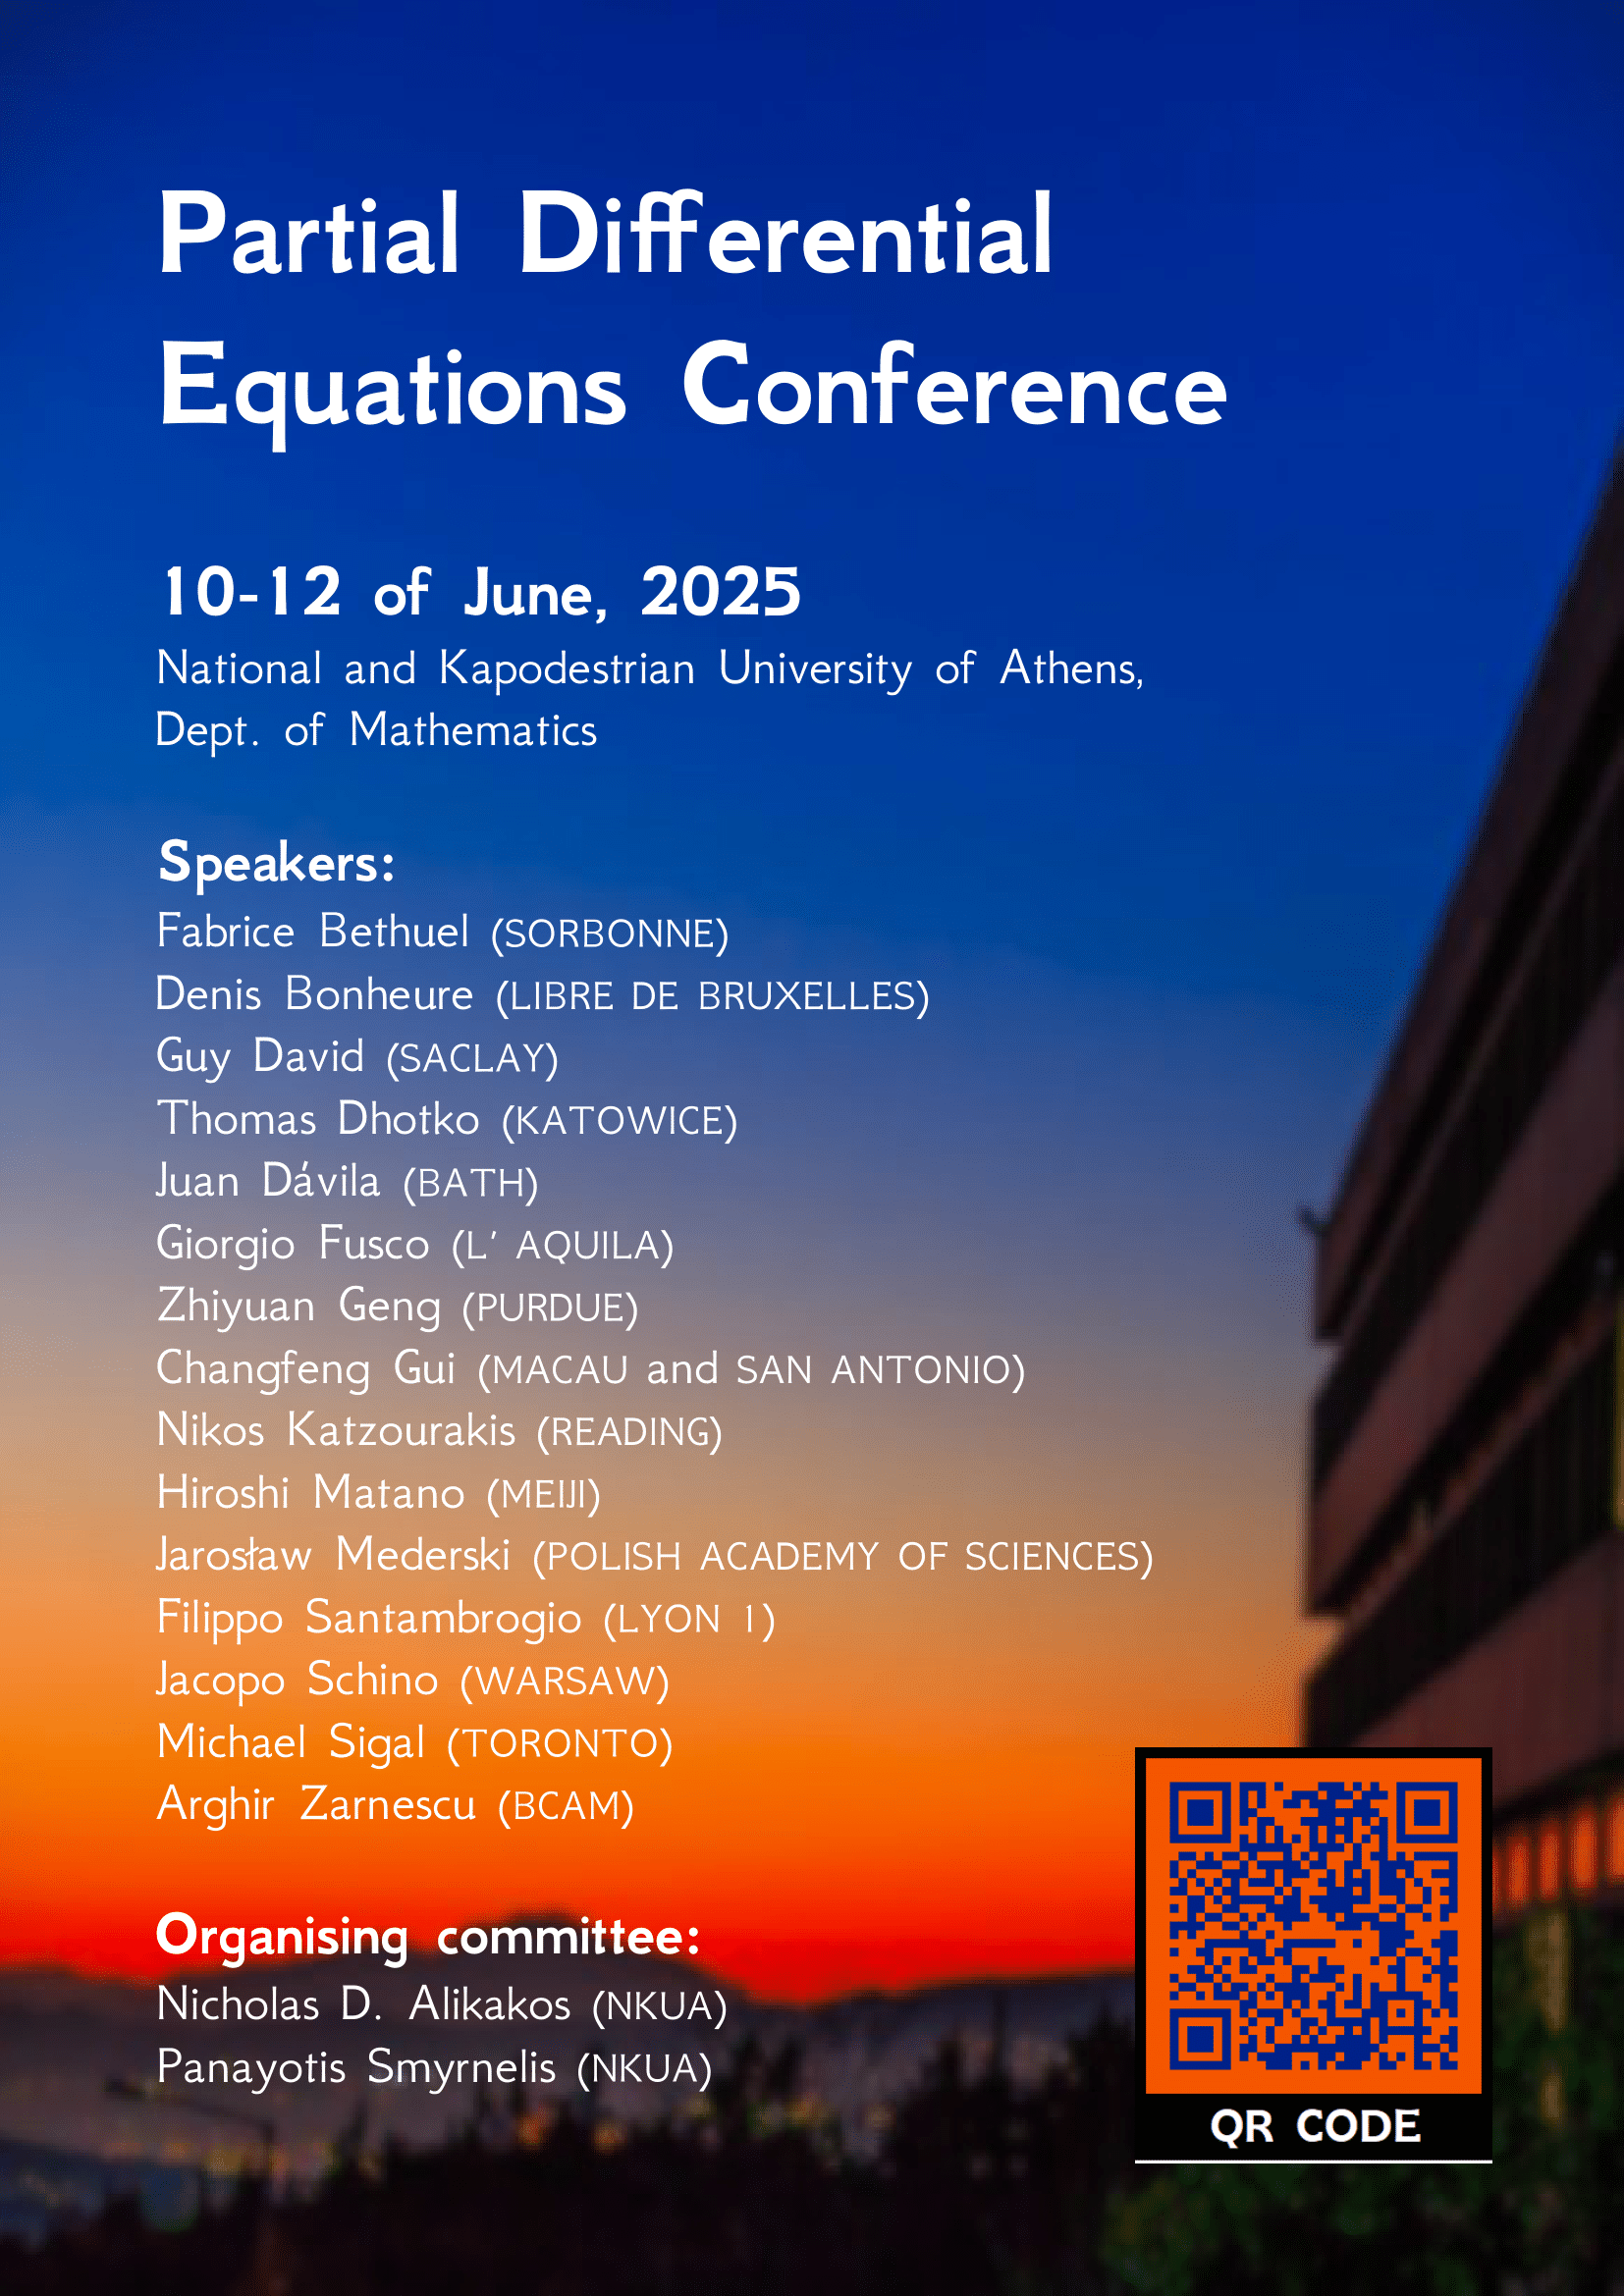 Partial Differential
Equations Conference
10-12 of June, 2025
National and Kapodestrian University of Athens,
Dept. of Mathematics
Speakers:
Fabrice Bethuel (SORBONNE)
Denis Bonheure (LIBRE DE BRUXELLES)
Guy David (SACLAY)
Thomas Dhotko (KATOWICE)
Juan Dávila (BATH)
Giorgio Fusco (L' AQUILA)
Zhiyuan Geng (PURDUE)
Changfeng Gui (MACAU and SAN ANTONIO)
Nikos Katzourakis (READING)
Hiroshi Matano (MEIJI)
Jarosław Mederski (POLISH ACADEMY OF SCIENCES)
Filippo Santambrogio (LYON 1)
Jacopo Schino (WARSAW)
Michael Sigal (TORONTO)
Arghir Zarnescu (BCAM)
Organising committee:
Nicholas D. Alikakos (NKUA)
Panayotis Smyrnelis (NKUA)
QR CODE